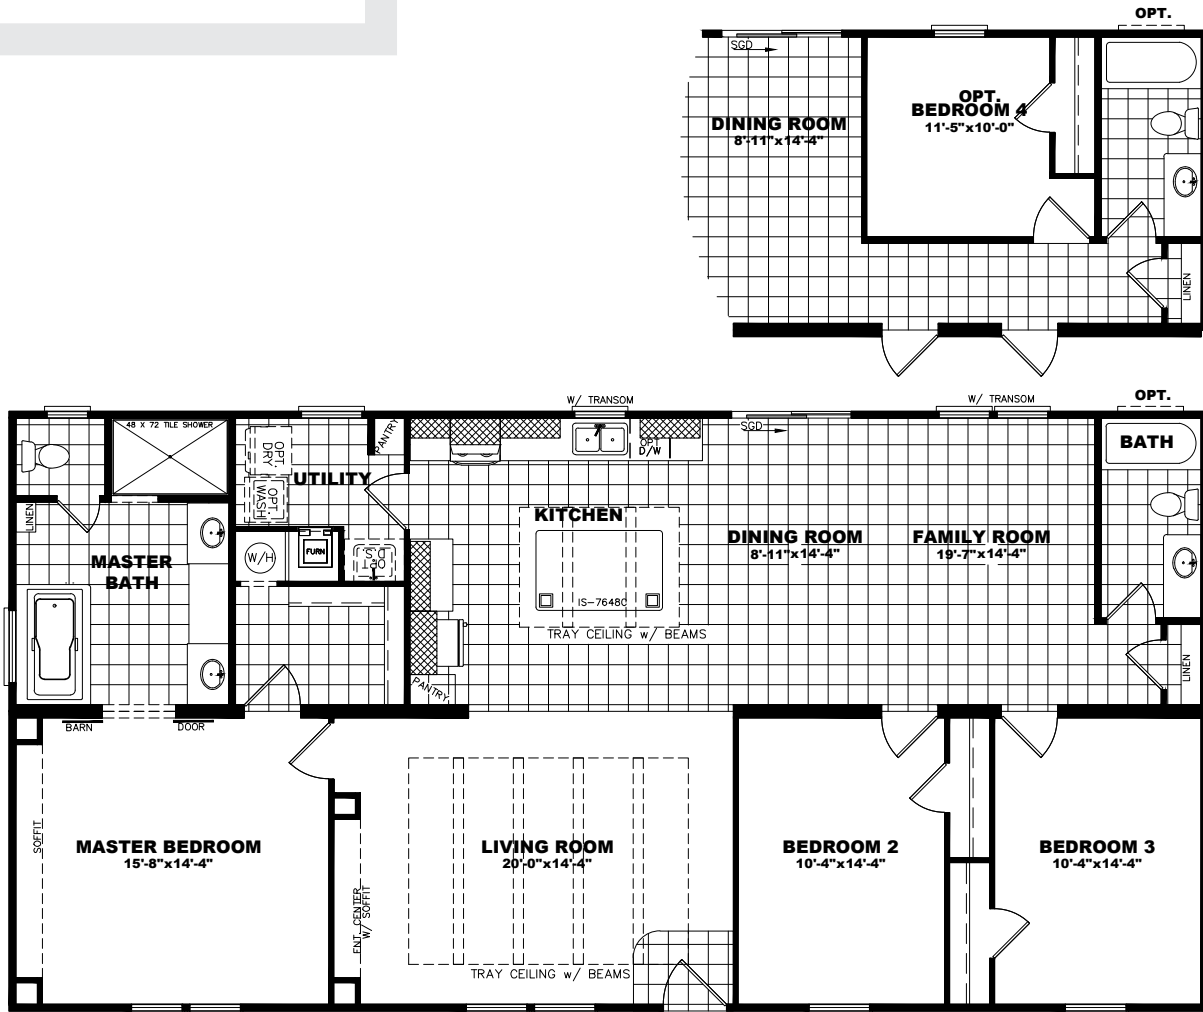 OPT.
SGD
OPT.
BEDROOM 4
11'-5"x10'-0"
DINING ROOM
8'-11"x14'-4"
LINEN
W/ TRANSOM
W/ TRANSOM
OPT.
48 X 72 TILE SHOWER
PANTRY
SGD
BATH
OPT.
DRY
OPT.
D/W
UTILITY
OPT.
WASH
LINEN
KITCHEN
DINING ROOM
8'-11"x14'-4"
FAMILY ROOM
19'-7"x14'-4"
W/H
FURN
OPT.
D.S.
MASTER
BATH
IS-7648C
TRAY CEILING w/ BEAMS
LINEN
PANTRY
BARN
DOOR
SOFFIT
MASTER BEDROOM
15'-8"x14'-4"
LIVING ROOM
20'-0"x14'-4"
BEDROOM 2
10'-4"x14'-4"
BEDROOM 3
10'-4"x14'-4"
ENT. CENTER
W/ SOFFIT
TRAY CEILING w/ BEAMS